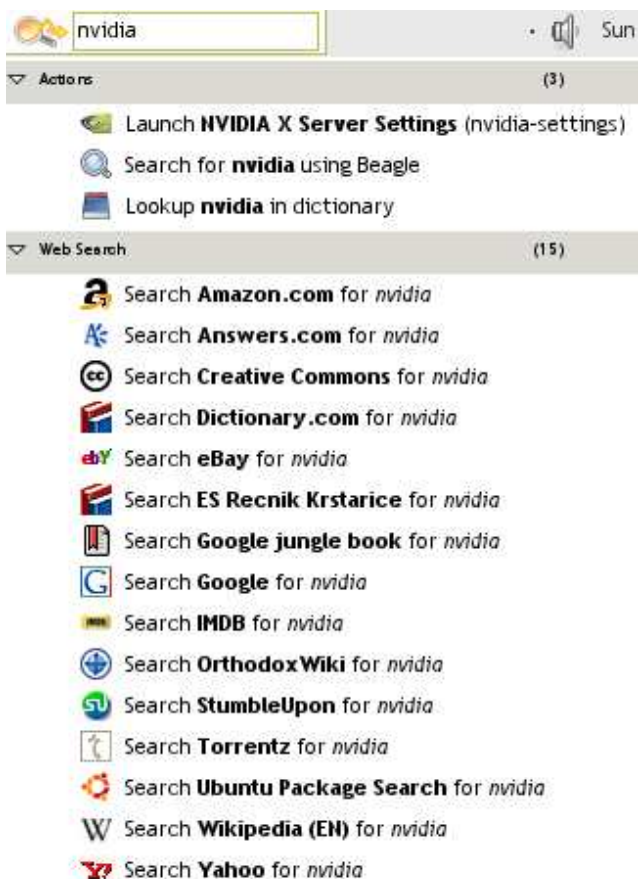 nvidia
Sun
Actions (3)
Launch NVIDIA X Server Settings (nvidia-settings)
Search for nvidia using Beagle
Lookup nvidia in dictionary
Web Search (15)
Search Amazon.com for nvidia
Search Answers.com for nvidia
Search Creative Commons for nvidia
Search Dictionary.com for nvidia
Search eBay for nvidia
Search ES Recnik Krstarice for nvidia
Search Google jungle book for nvidia
Search Google for nvidia
Search IMDB for nvidia
Search OrthodoxWiki for nvidia
Search StumbleUpon for nvidia
Search Torrentz for nvidia
Search Ubuntu Package Search for nvidia
Search Wikipedia (EN) for nvidia
Search Yahoo for nvidia